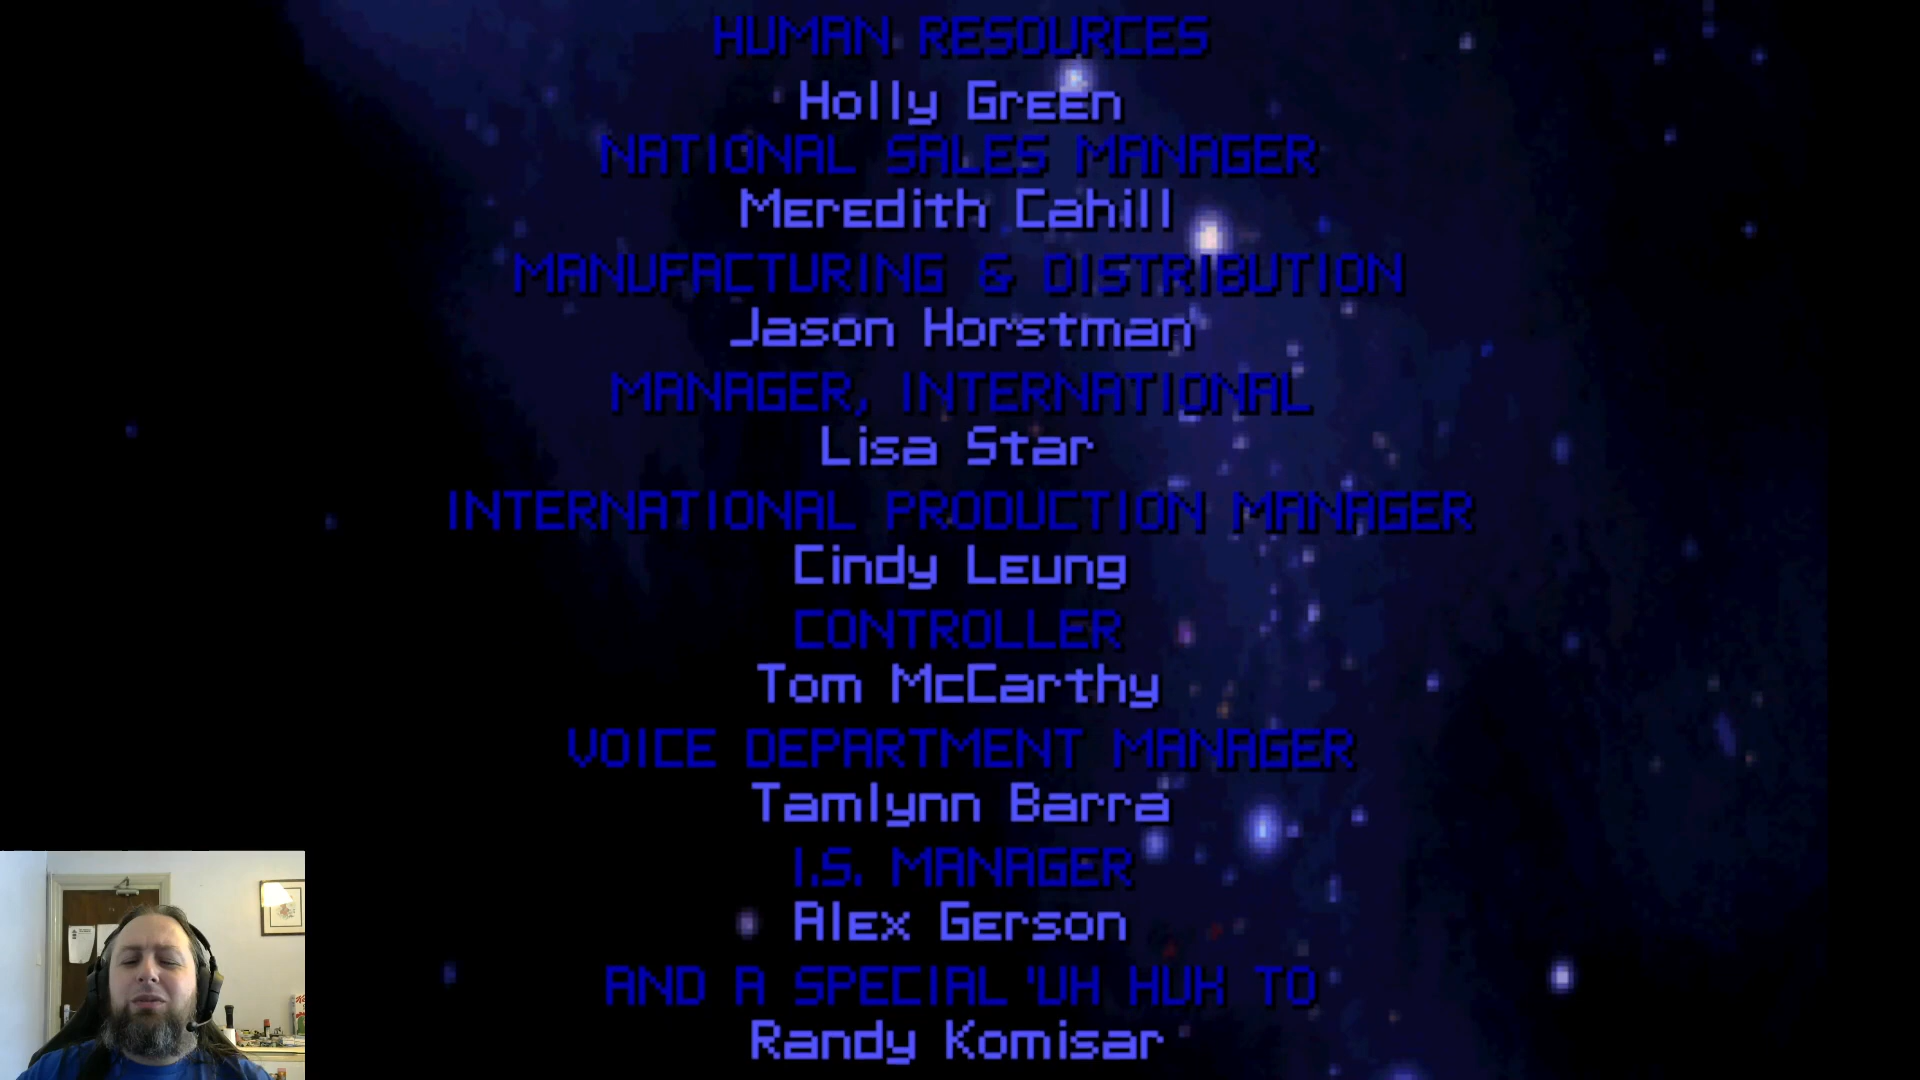 HUMAN RESOURCES
Holly Green
NATIONAL SALES MANAGER
Meredith Cahill
MANUFACTURING & DISTRIBUTION
Jason Horstman
MANAGER, INTERNATIONAL
Lisa Star
INTERNATIONAL PRODUCTION MANAGER
Cindy Leung
CONTROLLER
Tom McCarthy
VOICE DEPARTMENT MANAGER
Tamlynn Barra
I.S. MANAGER
Alex Gerson
AND A SPECIAL 'UH HUH TO
Randy Komisar